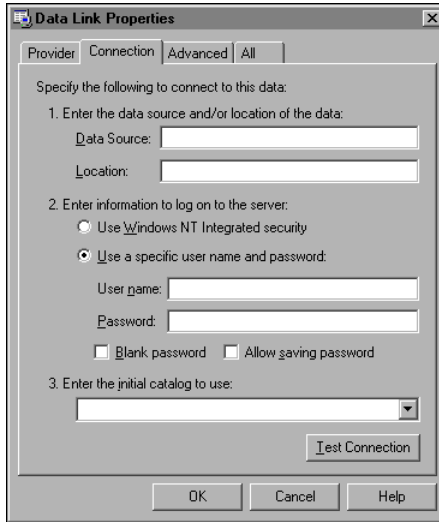 Data Link Properties
Provider Connection Advanced All
Specify the following to connect to this data:
1. Enter the data source and/or location of the data:
Data Source:
Location:
2. Enter information to log on to the server:
Use Windows NT Integrated security
Use a specific user name and password:
User name:
Password:
Blank password Allow saving password
3. Enter the initial catalog to use:
Test Connection
OK Cancel Help